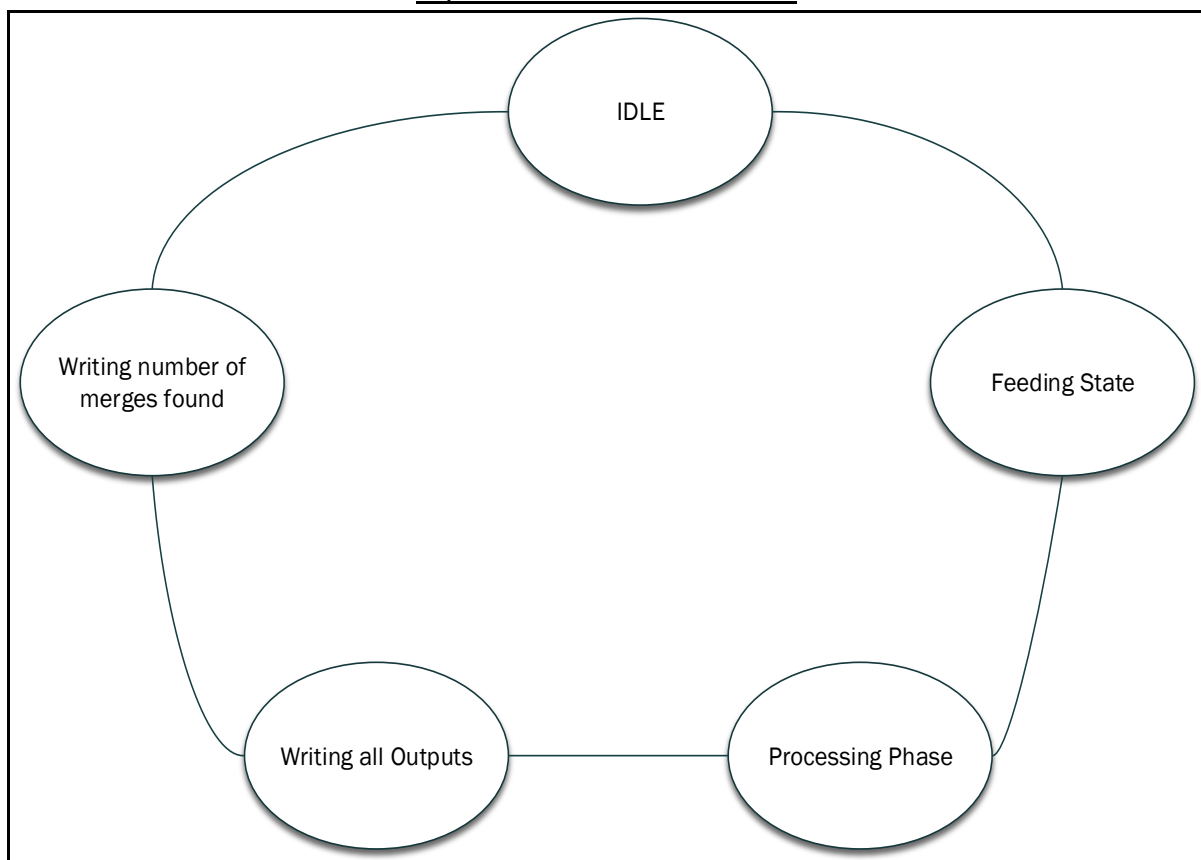 IDLE
Writing number of
merges found
Feeding State
Writing all Outputs
Processing Phase